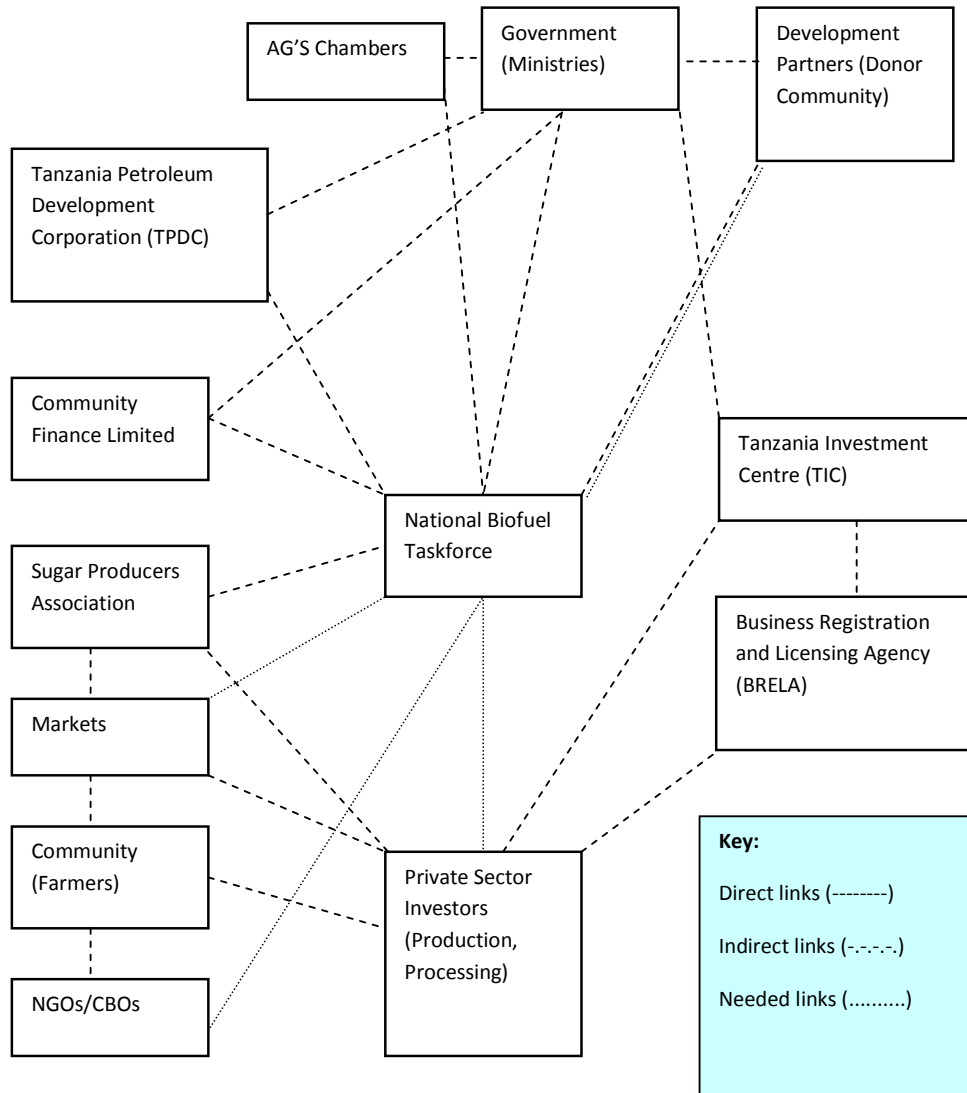 AG'S Chambers
Government
(Ministries)
Development
Partners (Donor
Community)
Tanzania Petroleum
Development
Corporation (TPDC)
Community
Finance Limited
Tanzania Investment
Centre (TIC)
National Biofuel
Taskforce
Sugar Producers
Association
Business Registration
and Licensing Agency
(BRELA)
Markets
Community
(Farmers)
Private Sector
Investors
(Production,
Processing)
NGOs/CBOs
Key:
Direct links (--------)
Indirect links (-.-.-.-.)
Needed links (..........)